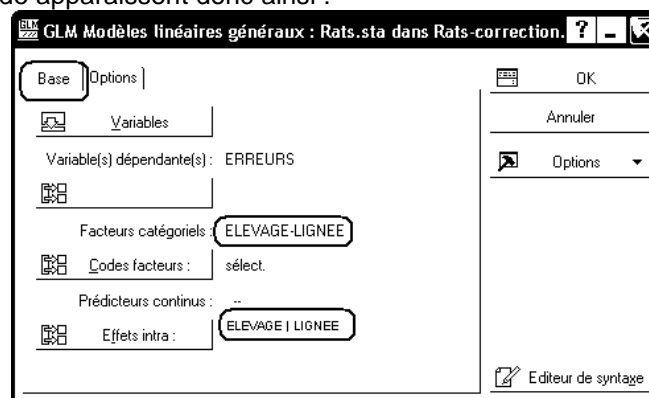 de apparaissent donc ainsi :
GLM Modèles linéaires généraux : Rats.sta dans Rats-correction.
Base Options
OK
Variables
Annuler
Variable(s) dépendante(s) : ERREURS
Options
Facteurs catégoriels : ELEVAGE-LIGNEE
Codes facteurs : sélect.
Prédicteurs continus : --
Effets intra : ELEVAGE | LIGNEE
Editeur de syntaxe